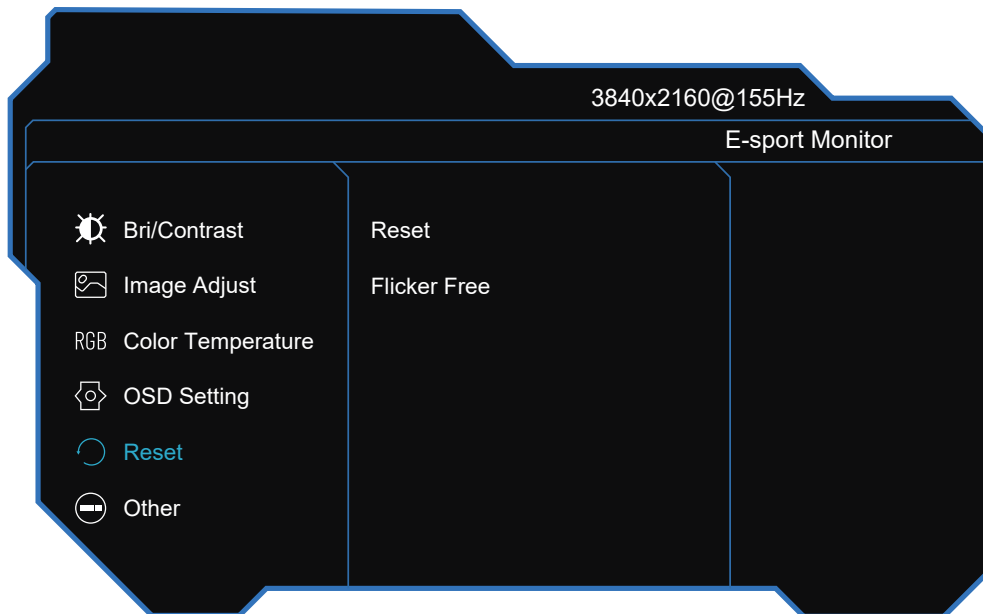 3840x2160@155Hz
E-sport Monitor
Bri/Contrast
Image Adjust
RGB Color Temperature
OSD Setting
Reset
Other
Reset
Flicker Free